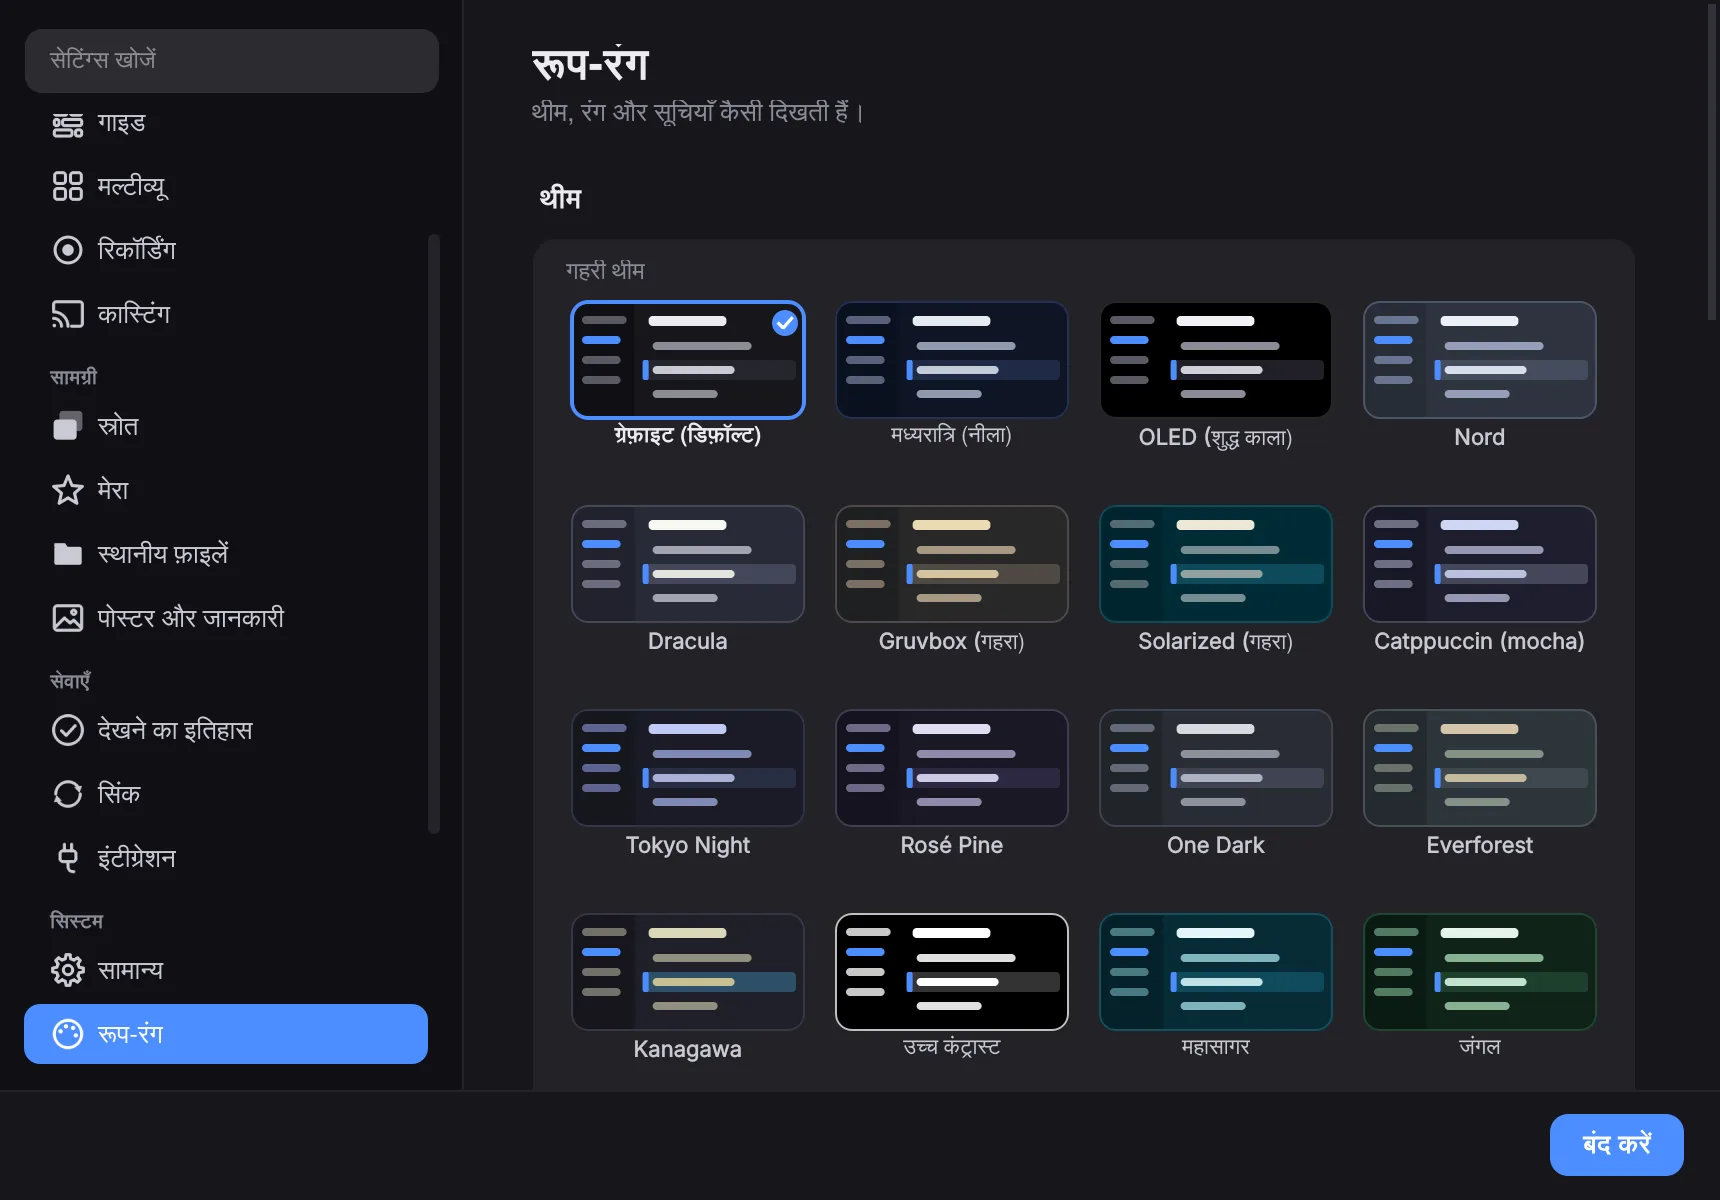 सेटिंग्स खोजें
गाइड
मल्टीव्यू
रिकॉर्डिंग
कास्टिंग
सामग्री
स्रोत
मेरा
स्थानीय फ़ाइलें
पोस्टर और जानकारी
सेवाएँ
देखने का इतिहास
सिंक
इंटीग्रेशन
सिस्टम
सामान्य
रूप-रंग
रूप-रंग
थीम, रंग और सूचियाँ कैसी दिखती हैं।
थीम
गहरी थीम
ग्रेफ़ाइट (डिफ़ॉल्ट)
मध्यरात्रि (नीला)
OLED (शुद्ध काला)
Nord
Dracula
Gruvbox (गहरा)
Solarized (गहरा)
Catppuccin (mocha)
Tokyo Night
Rosé Pine
One Dark
Everforest
Kanagawa
उच्च कंट्रास्ट
महासागर
जंगल
बंद करें